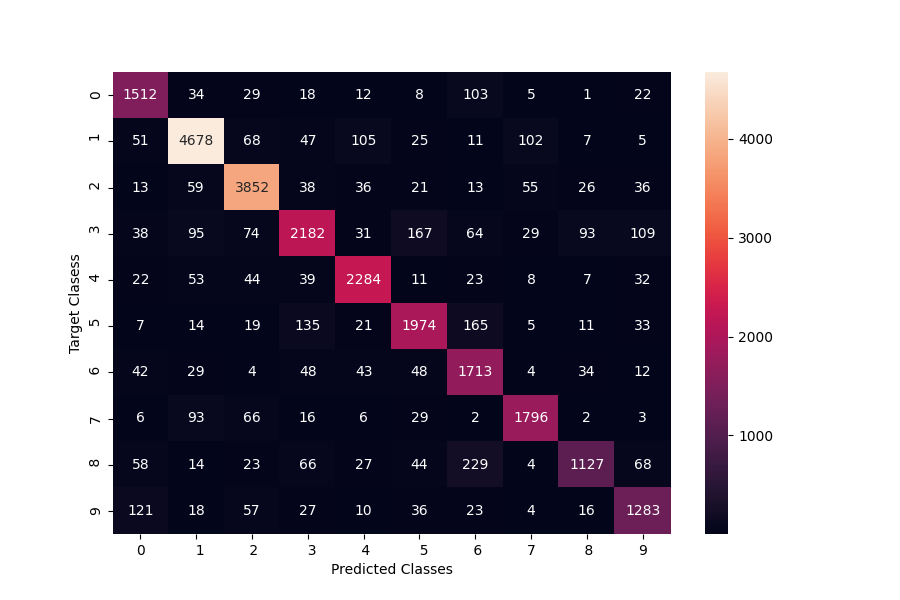 0 1512 34 29 18 12 8 103 5 1 22
1 51 4678 68 47 105 25 11 102 7 5 4000
2 13 59 3852 38 36 21 13 55 26 36
3 38 95 74 2182 31 167 64 29 93 109 3000
4 22 53 44 39 2284 11 23 8 7 32
Target Clasess
5 7 14 19 135 21 1974 165 5 11 33 2000
6 42 29 4 48 43 48 1713 4 34 12
7 6 93 66 16 6 29 2 1796 2 3
8 58 14 23 66 27 44 229 4 1127 68 1000
9 121 18 57 27 10 36 23 4 16 1283
0 1 2 3 4 5 6 7 8 9
Predicted Classes